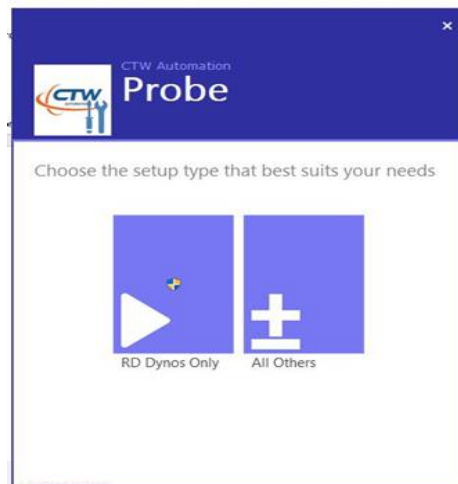 ×
CTW Automation
Probe
CTW
Choose the setup type that best suits your needs
RD Dynos Only
All Others